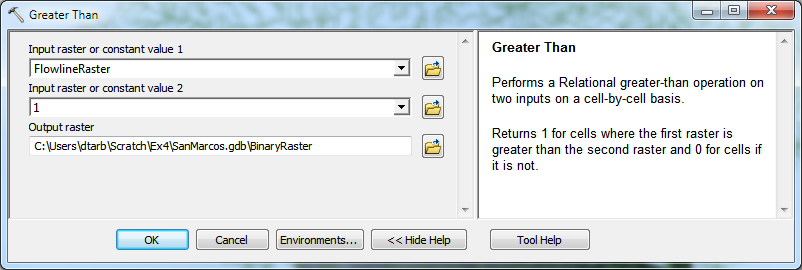 Greater Than
Input raster or constant value 1
FlowlineRaster
Input raster or constant value 2
1
Output raster
C:\Users\dtarb\Scratch\Ex4\SanMarcos.gdb\BinaryRaster
OK
Cancel
Environments...
<< Hide Help
Greater Than
Performs a Relational greater-than operation on
two inputs on a cell-by-cell basis.
Returns 1 for cells where the first raster is
greater than the second raster and 0 for cells if
it is not.
Tool Help